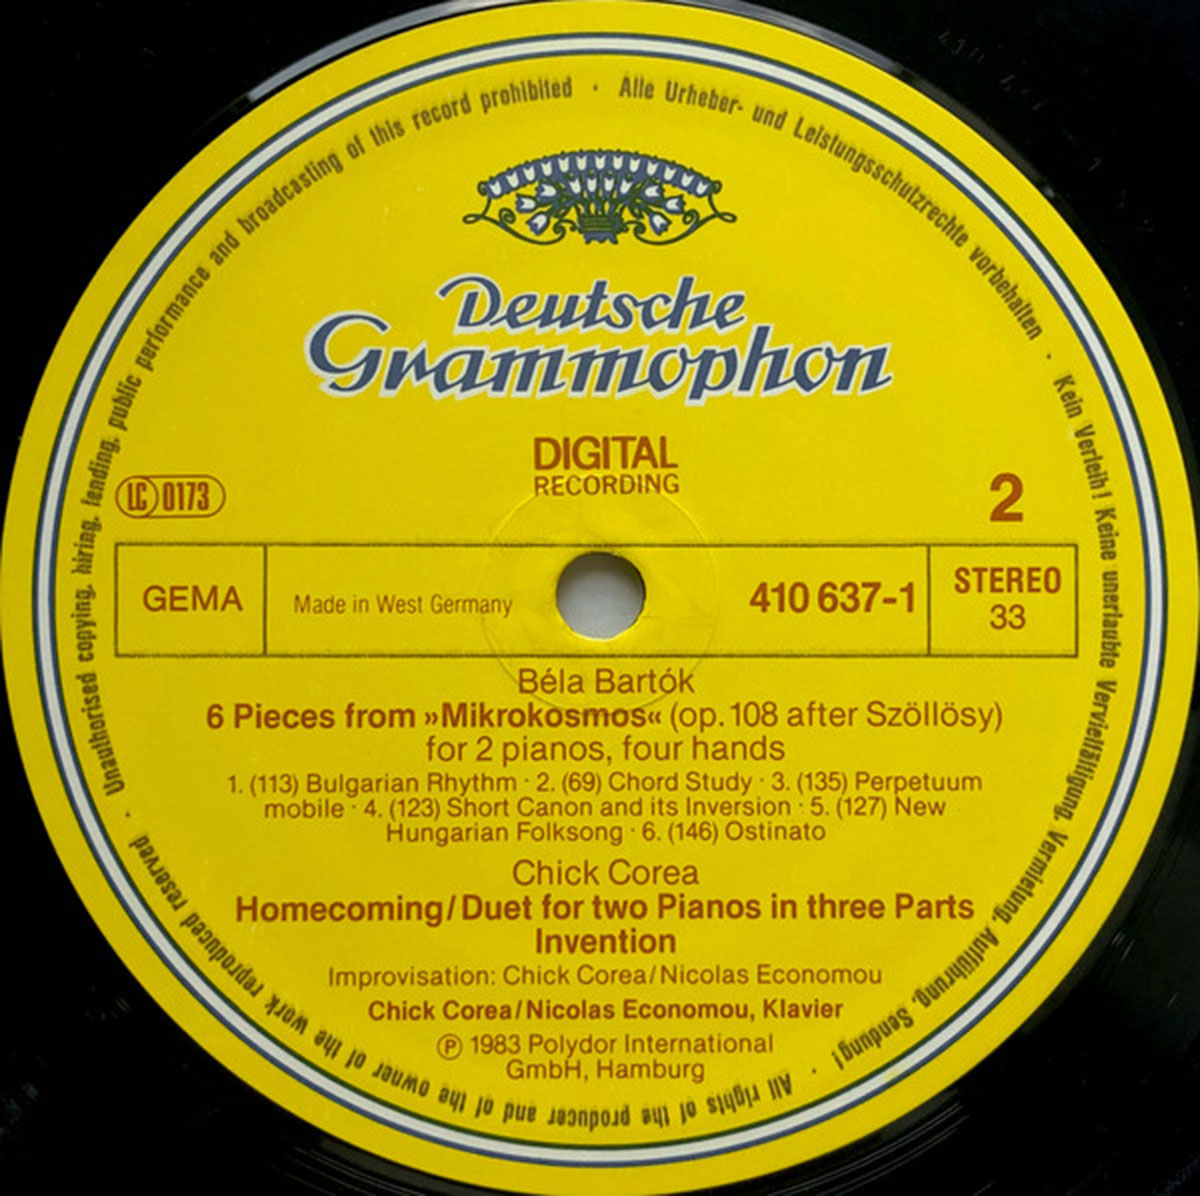 Alle Urheber- und Leistungsschutzrechte vorbehalten · Kein Verleih! Keine unerlaubte Vervielfältigung, Vermietung, Aufführung, Sendung! · All rights of the producer and of the owner of the work reproduced reserved · Unauthorised copying, hiring, lending, public performance and broadcasting of this record prohibited ·
Deutsche
Grammophon
DIGITAL
RECORDING
LC 0173
2
GEMA
Made in West Germany
410 637-1
STEREO
33
Béla Bartók
6 Pieces from »Mikrokosmos« (op. 108 after Szöllösy)
for 2 pianos, four hands
1. (113) Bulgarian Rhythm · 2. (69) Chord Study · 3. (135) Perpetuum
mobile · 4. (123) Short Canon and its Inversion · 5. (127) New
Hungarian Folksong · 6. (146) Ostinato
Chick Corea
Homecoming/Duet for two Pianos in three Parts
Invention
Improvisation: Chick Corea/Nicolas Economou
Chick Corea/Nicolas Economou, Klavier
℗ 1983 Polydor International
GmbH, Hamburg